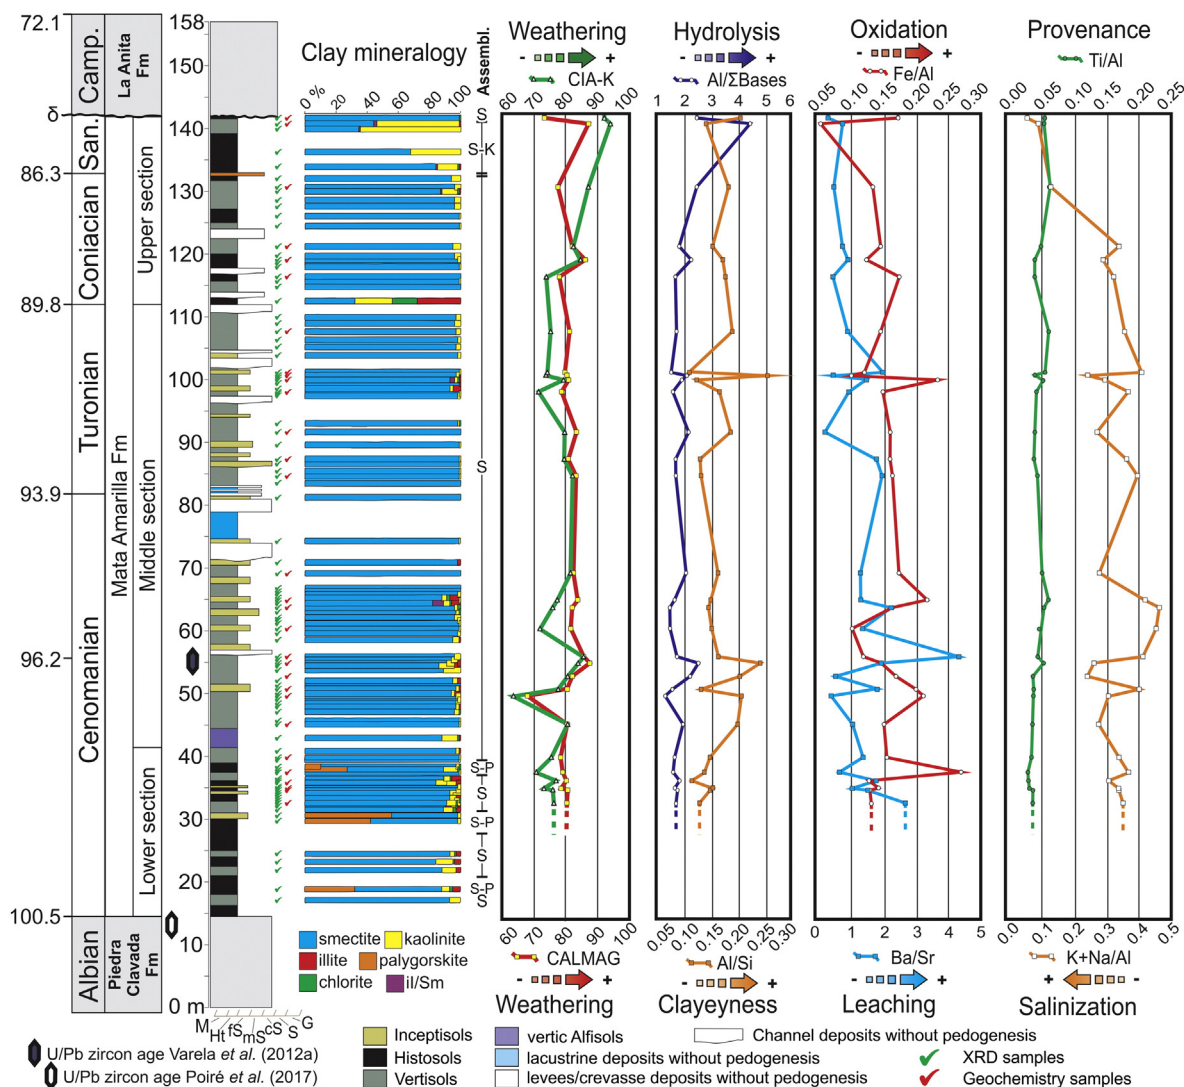 72.1
86.3
89.8
93.9
96.2
100.5
Camp.
San.
Coniacian
Turonian
Cenomanian
Albian
La Anita Fm
Mata Amarilla Fm
Piedra Clavada Fm
Upper section
Middle section
Lower section
158
150
140
130
120
110
100
90
80
70
60
50
40
30
20
10
0 m
M Ht fS mS cS S G
Clay mineralogy
0 % 20 40 60 80 100
Assembl.
S
S-K
S
S-P
S
S-P
S
S-P
S
Weathering
- +
CIA-K
60 70 80 90 100
Hydrolysis
- +
Al/ΣBases
1 2 3 4 5 6
Oxidation
- +
Fe/Al
0.05 0.10 0.15 0.20 0.25 0.30
Provenance
Ti/Al
0.00 0.05 0.10 0.15 0.20 0.25
60 70 80 90 100
CALMAG
- +
Weathering
0.05 0.10 0.15 0.20 0.25 0.30
Al/Si
- +
Clayeyness
0 1 2 3 4 5
Ba/Sr
- +
Leaching
0.0 0.1 0.2 0.3 0.4 0.5
K+Na/Al
+ -
Salinization
smectite
kaolinite
illite
palygorskite
chlorite
il/Sm
Inceptisols
Histosols
Vertisols
vertic Alfisols
lacustrine deposits without pedogenesis
levees/crevasse deposits without pedogenesis
Channel deposits without pedogenesis
XRD samples
Geochemistry samples
U/Pb zircon age Varela et al. (2012a)
U/Pb zircon age Poiré et al. (2017)